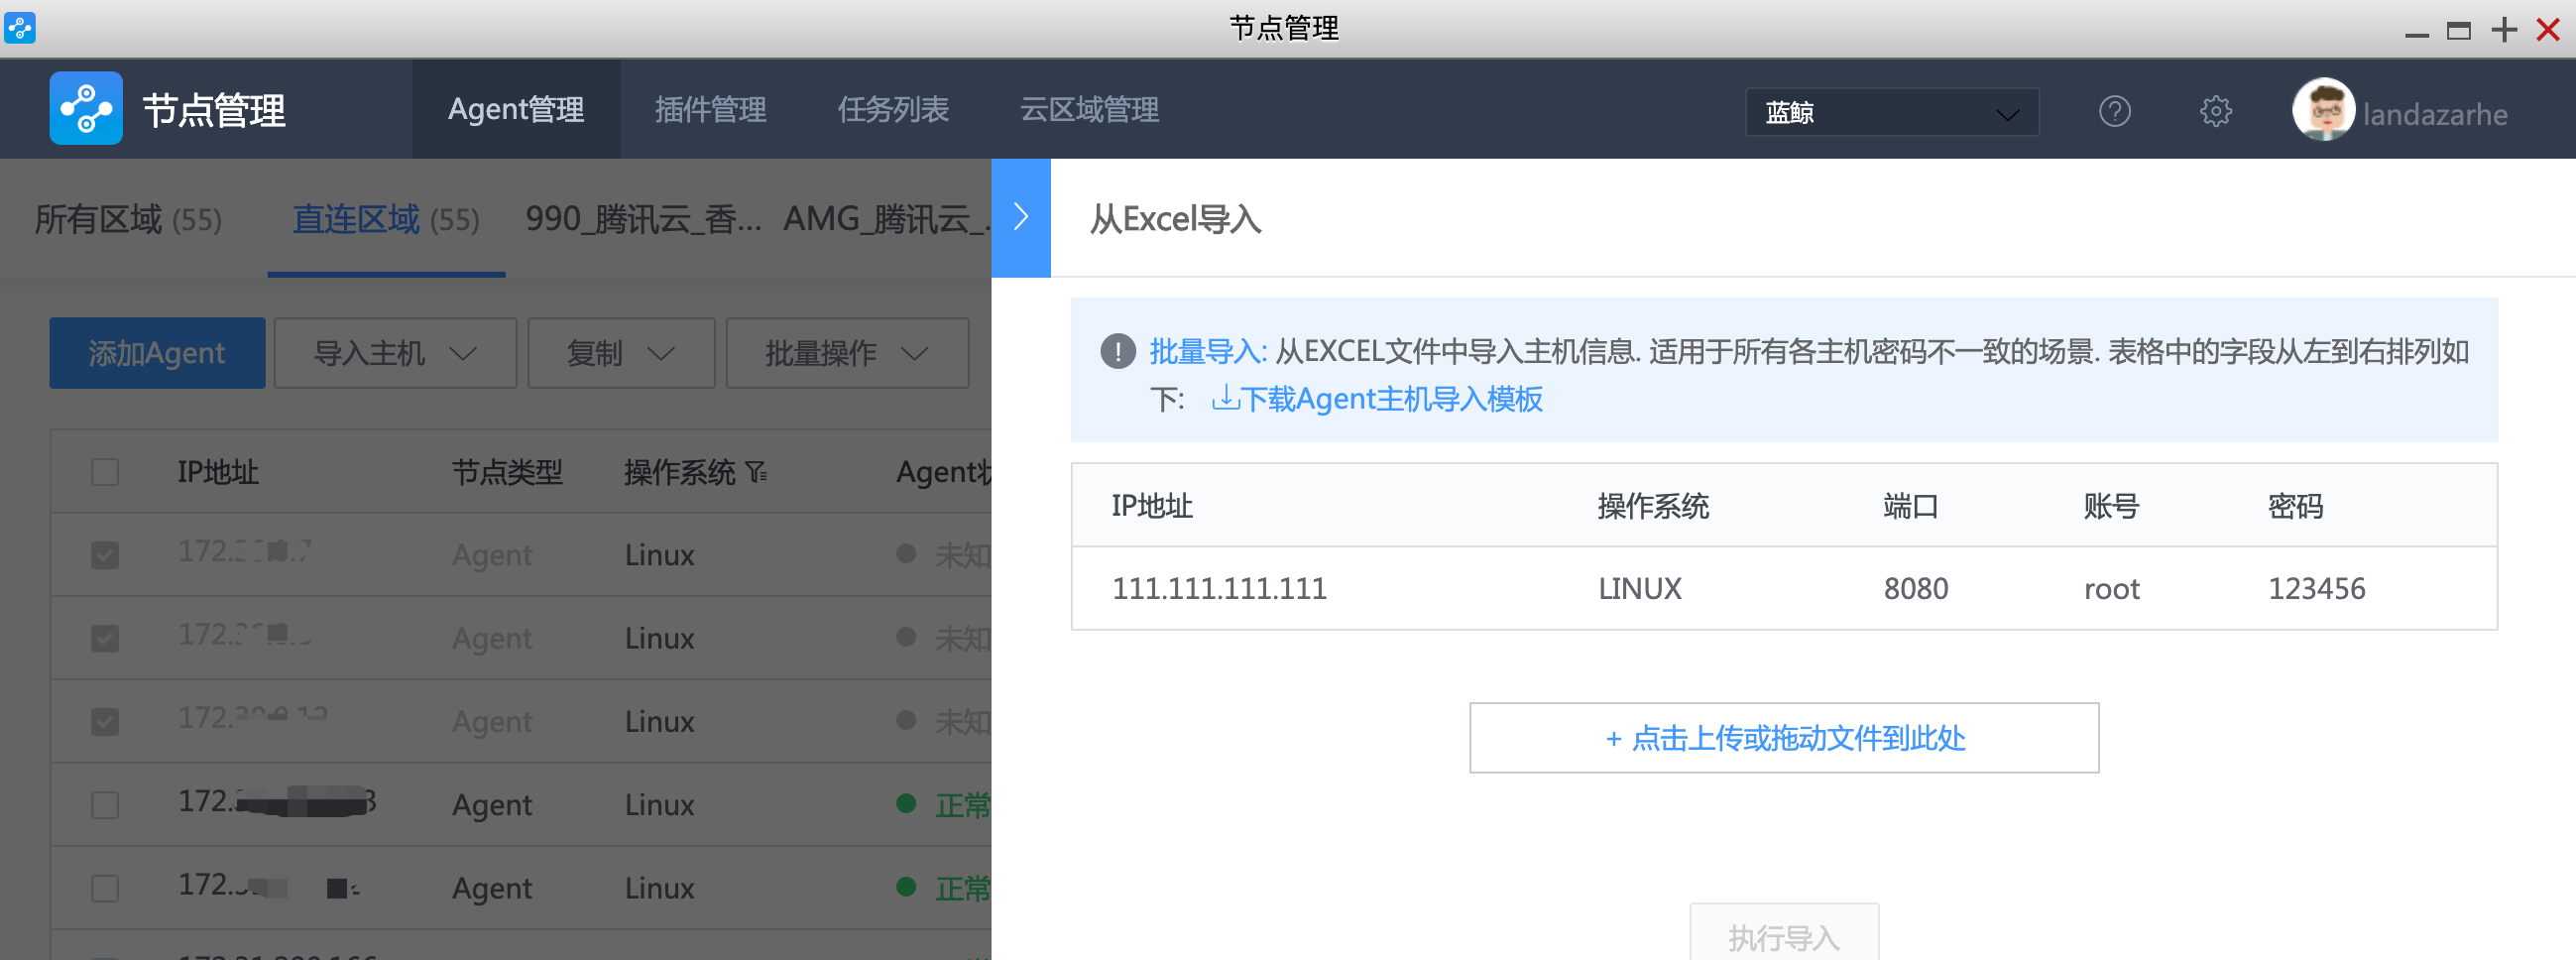 节点管理
节点管理
Agent管理
插件管理
任务列表
云区域管理
蓝鲸
landazarhe
所有区域 (55)
直连区域 (55)
990_腾讯云_香...
AMG_腾讯云_.
从Excel导入
添加Agent
导入主机
复制
批量操作
批量导入: 从EXCEL文件中导入主机信息. 适用于所有各主机密码不一致的场景. 表格中的字段从左到右排列如
下: 下载Agent主机导入模板
IP地址 节点类型 操作系统 Agent
172. Agent Linux 未知
172. Agent Linux 未知
172. Agent Linux 未知
172. Agent Linux 正常
172. Agent Linux 正常
IP地址 操作系统 端口 账号 密码
111.111.111.111 LINUX 8080 root 123456
+ 点击上传或拖动文件到此处
执行导入